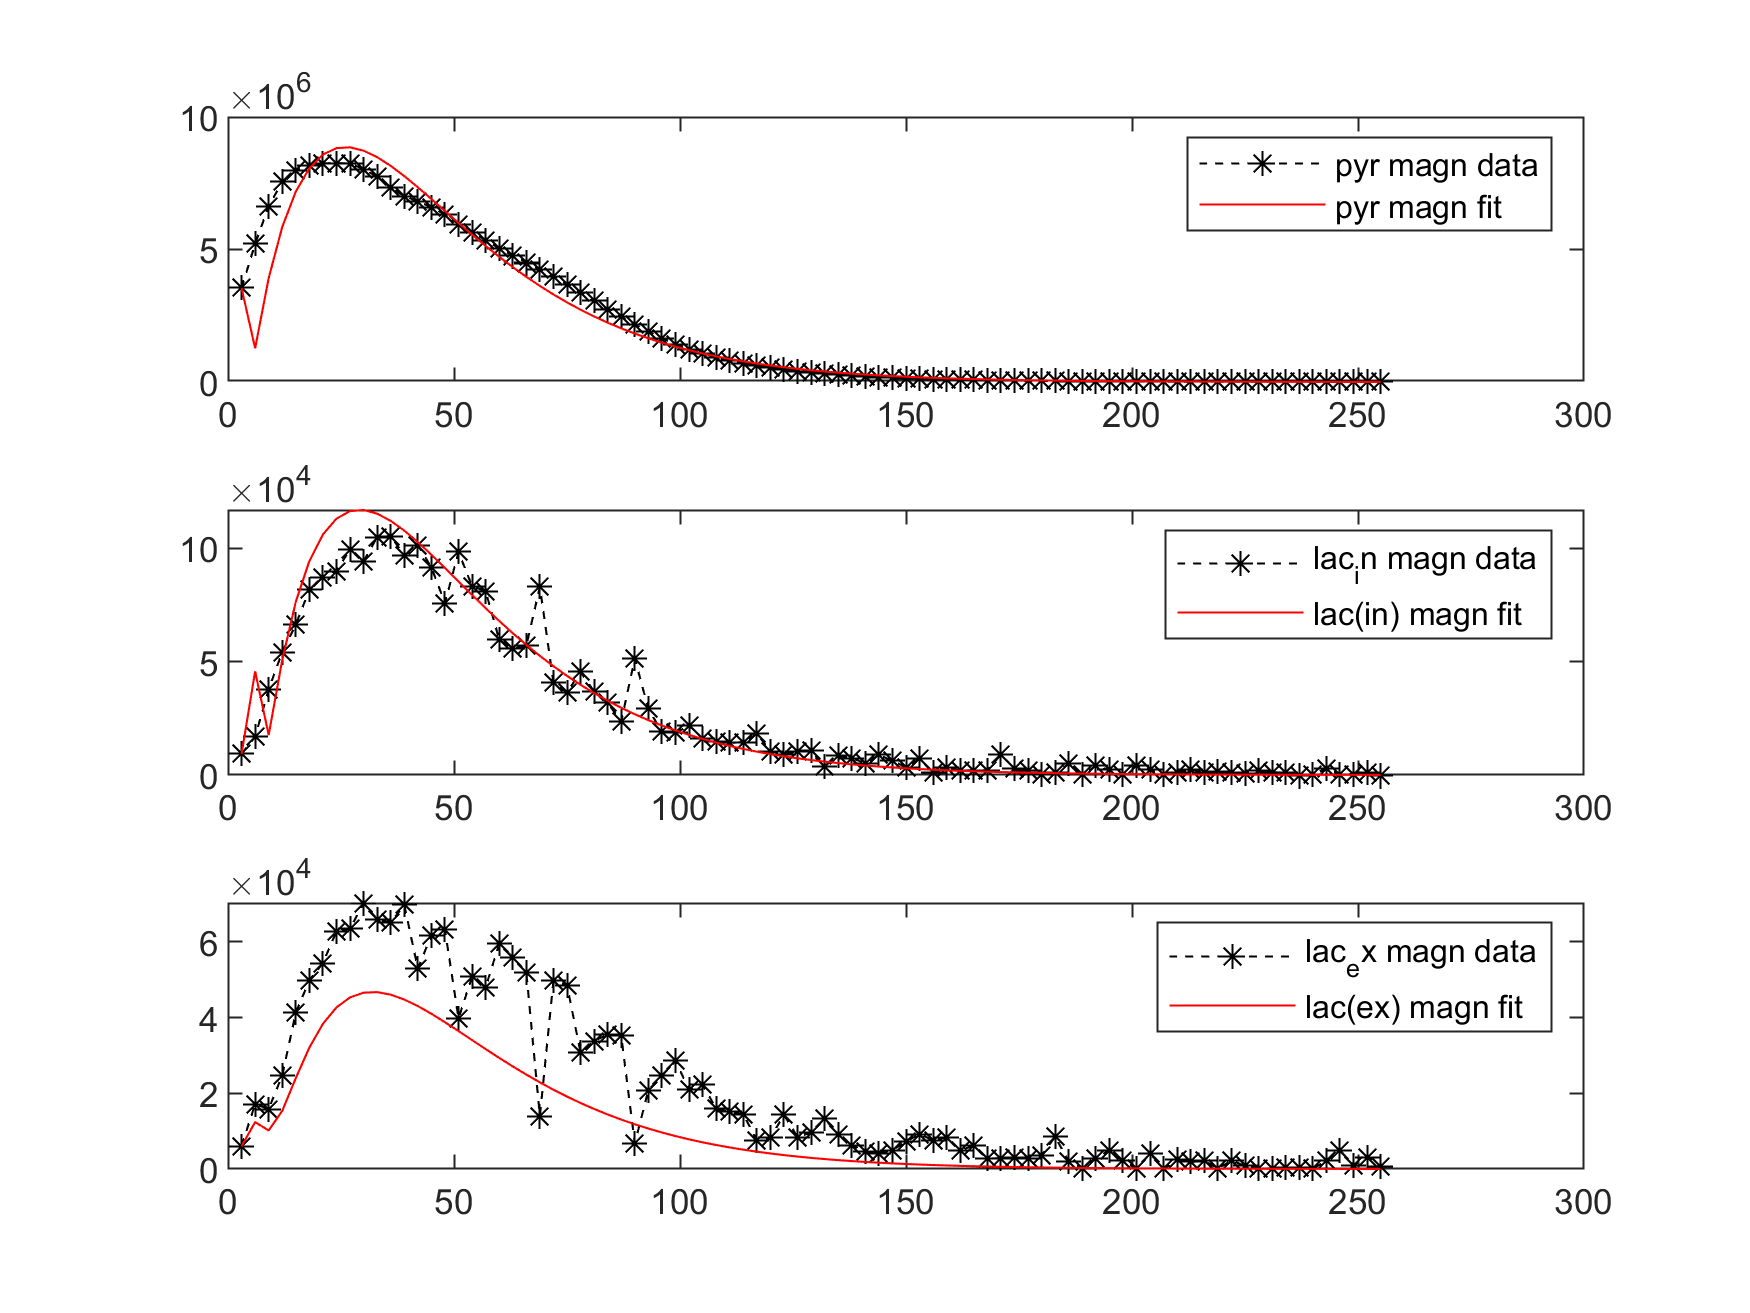 ×10^6
10
5
0
0 50 100 150 200 250 300
pyr magn data
pyr magn fit
×10^4
10
5
0
0 50 100 150 200 250 300
lac_in magn data
lac(in) magn fit
×10^4
6
4
2
0
0 50 100 150 200 250 300
lac_ex magn data
lac(ex) magn fit